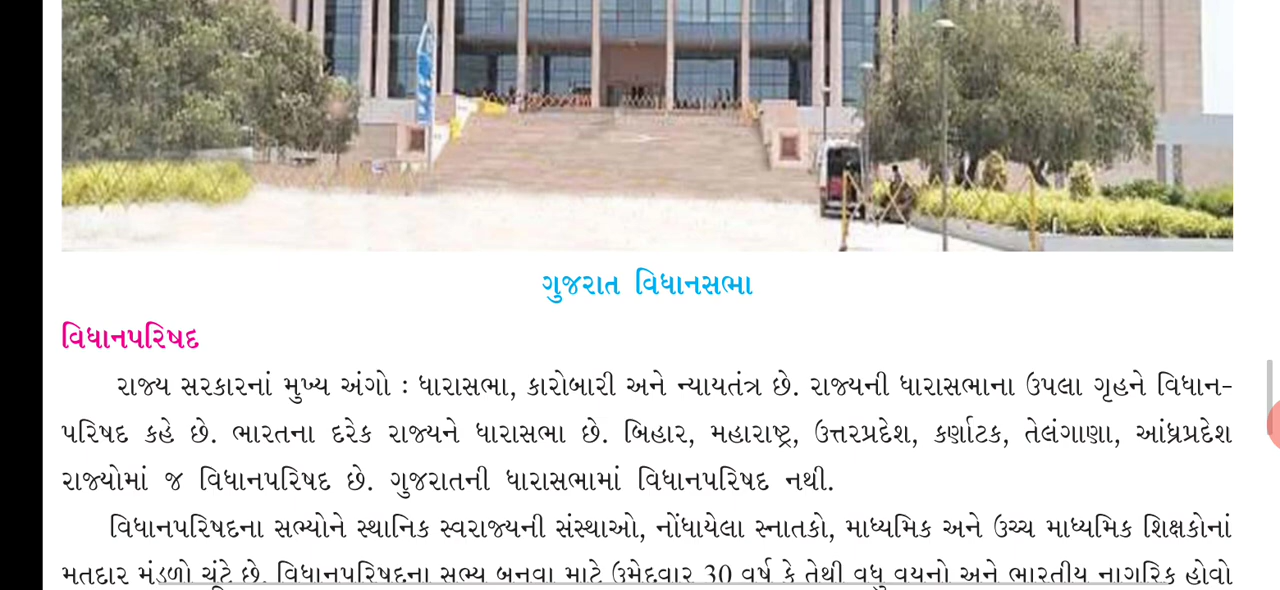 ગુજરાત વિધાનસભા
વિધાનપરિષદ
રાજ્ય સરકારનાં મુખ્ય અંગો : ધારાસભા, કારોબારી અને ન્યાયતંત્ર છે. રાજ્યની ધારાસભાના ઉપલા ગૃહને વિધાન-
પરિષદ કહે છે. ભારતના દરેક રાજ્યને ધારાસભા છે. બિહાર, મહારાષ્ટ્ર, ઉત્તરપ્રદેશ, કર્ણાટક, તેલંગાણા, આંધ્રપ્રદેશ
રાજ્યોમાં જ વિધાનપરિષદ છે. ગુજરાતની ધારાસભામાં વિધાનપરિષદ નથી.
વિધાનપરિષદના સભ્યોને સ્થાનિક સ્વરાજ્યની સંસ્થાઓ, નોંધાયેલા સ્નાતકો, માધ્યમિક અને ઉચ્ચ માધ્યમિક શિક્ષકોનાં
મતદાર મંડળો ચૂંટે છે. વિધાનપરિષદના સભ્ય બનવા માટે ઉમેદવાર 30 વર્ષ કે તેથી વધુ વયનો અને ભારતીય નાગરિક હોવો